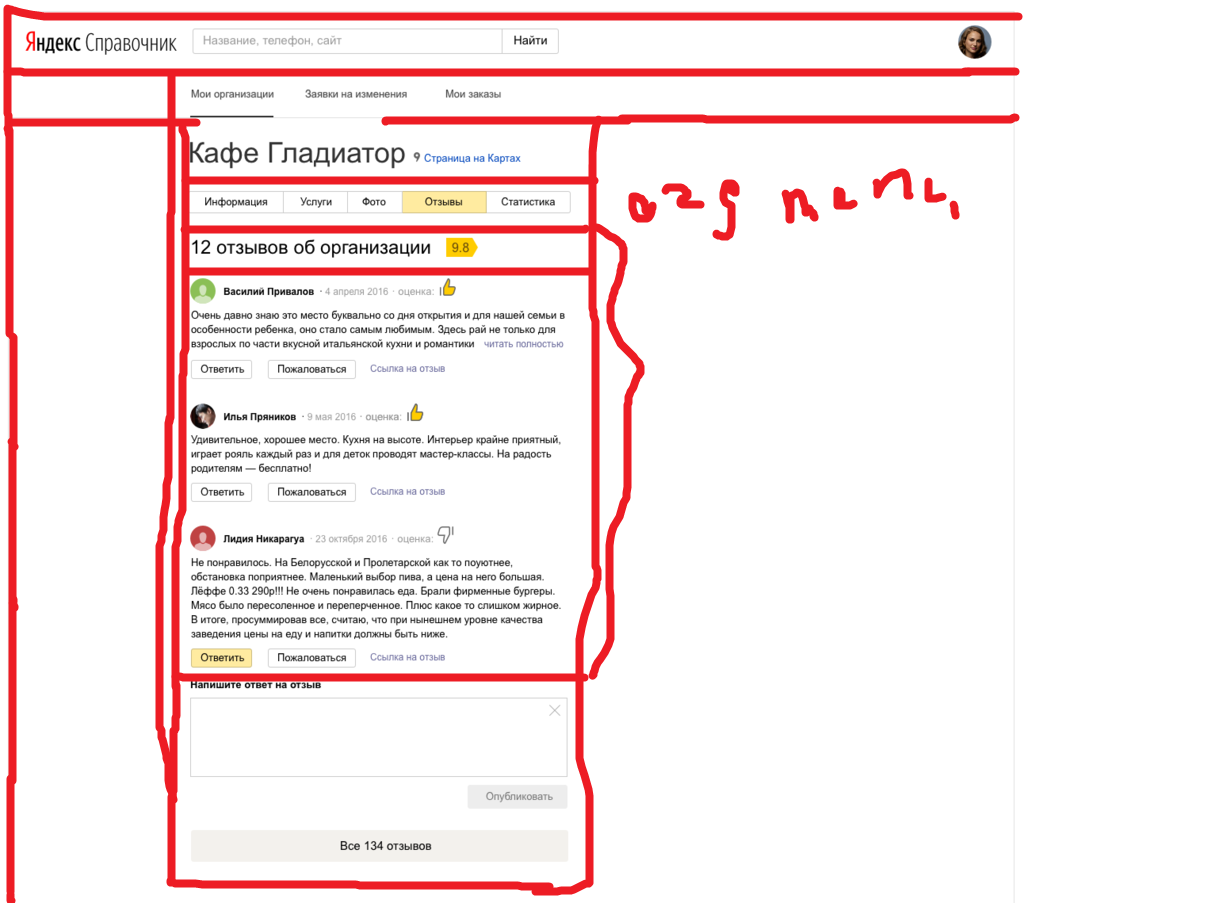 Яндекс Справочник Название, телефон, сайт Найти
Мои организации Заявки на изменения Мои заказы
Кафе Гладиатор Страница на Картах
Информация Услуги Фото Отзывы Статистика
12 отзывов об организации 9.8
Василий Привалов · 4 апреля 2016 · оценка:
Очень давно знаю это место буквально со дня открытия и для нашей семьи в
особенности ребенка, оно стало самым любимым. Здесь рай не только для
взрослых по части вкусной итальянской кухни и романтики читать полностью
Ответить Пожаловаться Ссылка на отзыв
Илья Пряников · 9 мая 2016 · оценка:
Удивительное, хорошее место. Кухня на высоте. Интерьер крайне приятный,
играет рояль каждый раз и для деток проводят мастер-классы. На радость
родителям — бесплатно!
Ответить Пожаловаться Ссылка на отзыв
Лидия Никарагуа · 23 октября 2016 · оценка:
Не понравилось. На Белорусской и Пролетарской как то поуютнее,
обстановка поприятнее. Маленький выбор пива, а цена на него большая.
Лёффе 0.33 290р!!! Не очень понравилась еда. Брали фирменные бургеры.
Мясо было пересоленное и переперченное. Плюс какое то слишком жирное.
В итоге, просуммировав все, считаю, что при нынешнем уровне качества
заведения цены на еду и напитки должны быть ниже.
Ответить Пожаловаться Ссылка на отзыв
Напишите ответ на отзыв
Опубликовать
Все 134 отзывов